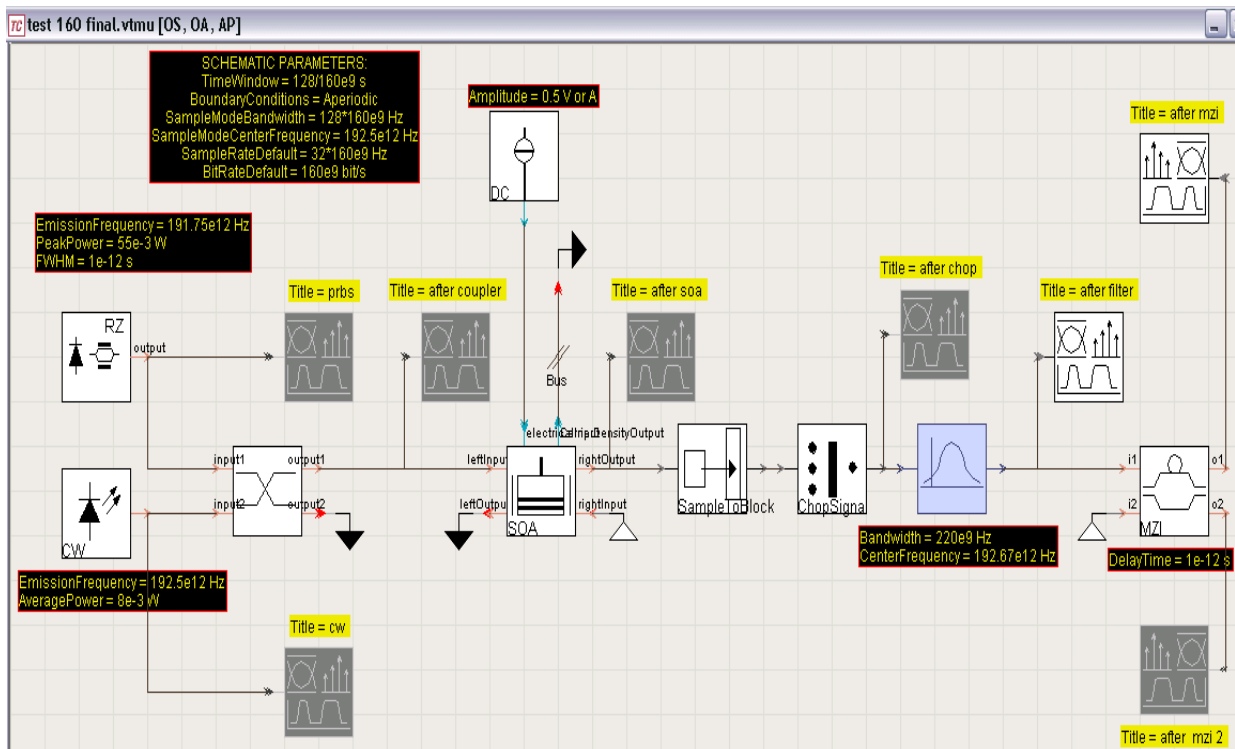 TC test 160 final.vtmu [OS, OA, AP]
SCHEMATIC PARAMETERS:
TimeWindow = 128/160e9 s
BoundaryConditions = Aperiodic
SampleModeBandwidth = 128*160e9 Hz
SampleModeCenterFrequency = 192.5e12 Hz
SampleRateDefault = 32*160e9 Hz
BitRateDefault = 160e9 bit/s
Amplitude = 0.5 V or A
DC
Title = after mzi
EmissionFrequency = 191.75e12 Hz
PeakPower = 55e-3 W
FWHM = 1e-12 s
Title = prbs
Title = after coupler
Title = after soa
Title = after chop
Title = after filter
RZ
output
Bus
input1
output1
input2
output2
CW
leftInput
rightOutput
leftOutput
rightInput
SOA
SampleToBlock
ChopSignal
i1
o1
i2
o2
MZI
Bandwidth = 220e9 Hz
CenterFrequency = 192.67e12 Hz
DelayTime = 1e-12 s
EmissionFrequency = 192.5e12 Hz
AveragePower = 8e-3 W
Title = cw
Title = after mzi 2